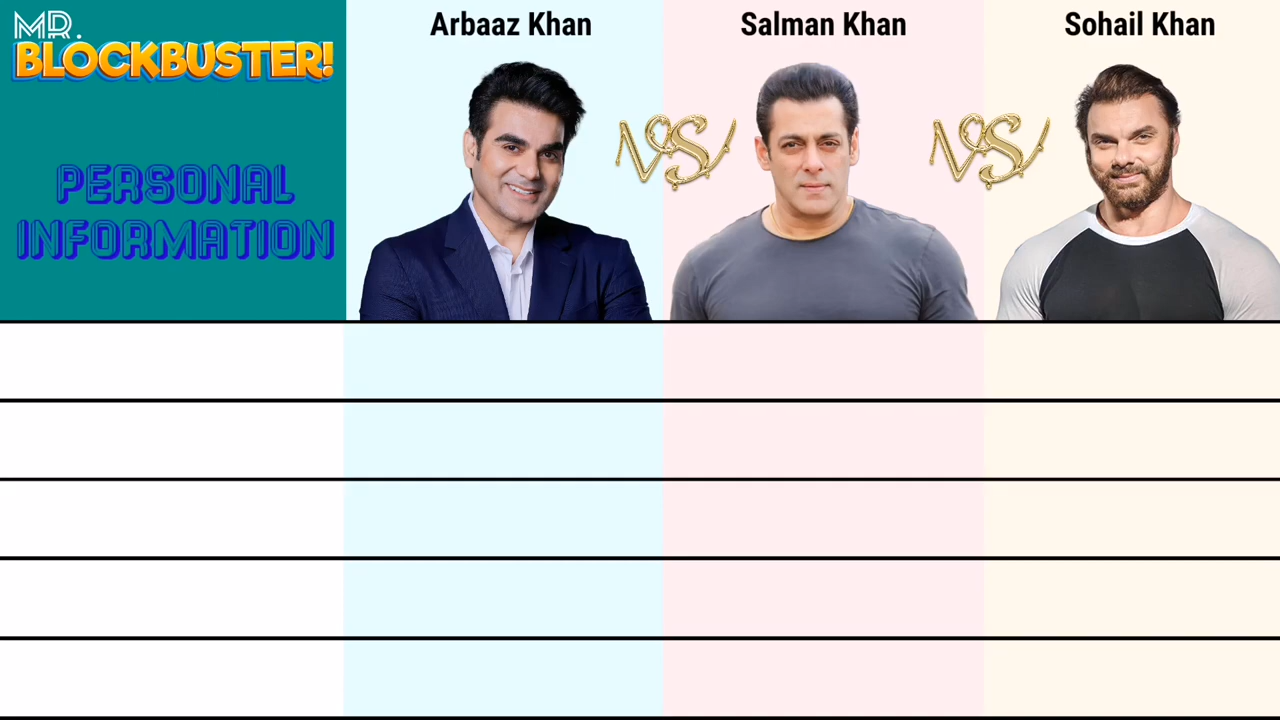 MR.
BLOCKBUSTER!
PERSONAL
INFORMATION
Arbaaz Khan
VS
Salman Khan
VS
Sohail Khan